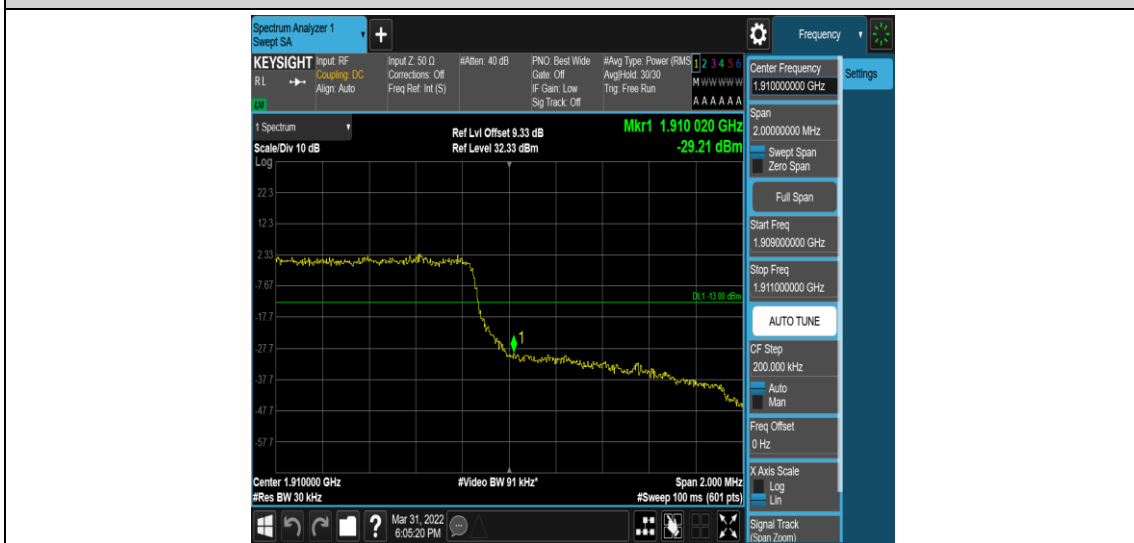 Spectrum Analyzer 1
Swept SA
+
Frequency
KEYSIGHT
RL
LXI
Input: RF
Coupling: DC
Align: Auto
Input Z: 50 Ω
Corrections: Off
Freq Ref: Int (S)
#Atten: 40 dB
PNO: Best Wide
Gate: Off
IF Gain: Low
Sig Track: Off
#Avg Type: Power (RMS
Avg|Hold: 30/30
Trig: Free Run
1 2 3 4 5 6
M W W W W W
A A A A A A
1 Spectrum
Scale/Div 10 dB
Log
Ref Lvl Offset 9.33 dB
Ref Level 32.33 dBm
Mkr1 1.910 020 GHz
-29.21 dBm
22.3
12.3
2.33
-7.67
DL1 -13.00 dBm
-17.7
1
-27.7
-37.7
-47.7
-57.7
Center 1.910000 GHz
#Video BW 91 kHz*
Span 2.000 MHz
#Res BW 30 kHz
#Sweep 100 ms (601 pts)
?
Mar 31, 2022
6:05:20 PM
Center Frequency
1.910000000 GHz
Settings
Span
2.00000000 MHz
Swept Span
Zero Span
Full Span
Start Freq
1.909000000 GHz
Stop Freq
1.911000000 GHz
AUTO TUNE
CF Step
200.000 kHz
Auto
Man
Freq Offset
0 Hz
X Axis Scale
Log
Lin
Signal Track
(Span Zoom)